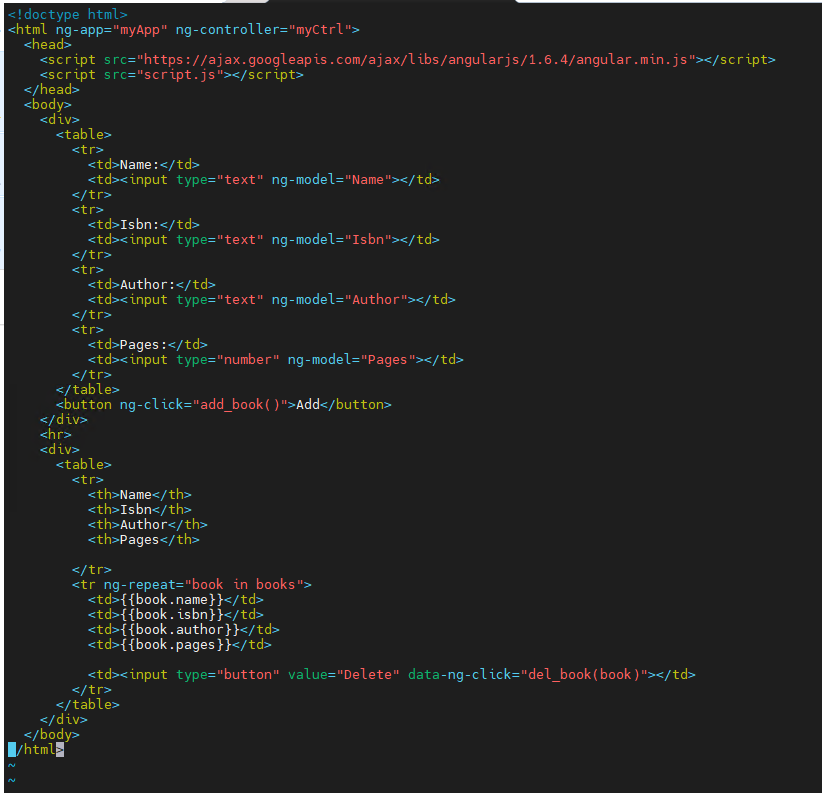 <!doctype html>
<html ng-app="myApp" ng-controller="myCtrl">
  <head>
    <script src="https://ajax.googleapis.com/ajax/libs/angularjs/1.6.4/angular.min.js"></script>
    <script src="script.js"></script>
  </head>
  <body>
    <div>
      <table>
        <tr>
          <td>Name:</td>
          <td><input type="text" ng-model="Name"></td>
        </tr>
        <tr>
          <td>Isbn:</td>
          <td><input type="text" ng-model="Isbn"></td>
        </tr>
        <tr>
          <td>Author:</td>
          <td><input type="text" ng-model="Author"></td>
        </tr>
        <tr>
          <td>Pages:</td>
          <td><input type="number" ng-model="Pages"></td>
        </tr>
      </table>
      <button ng-click="add_book()">Add</button>
    </div>
    <hr>
    <div>
      <table>
        <tr>
          <th>Name</th>
          <th>Isbn</th>
          <th>Author</th>
          <th>Pages</th>

        </tr>
        <tr ng-repeat="book in books">
          <td>{{book.name}}</td>
          <td>{{book.isbn}}</td>
          <td>{{book.author}}</td>
          <td>{{book.pages}}</td>

          <td><input type="button" value="Delete" data-ng-click="del_book(book)"></td>
        </tr>
      </table>
    </div>
  </body>
</html>
~
~